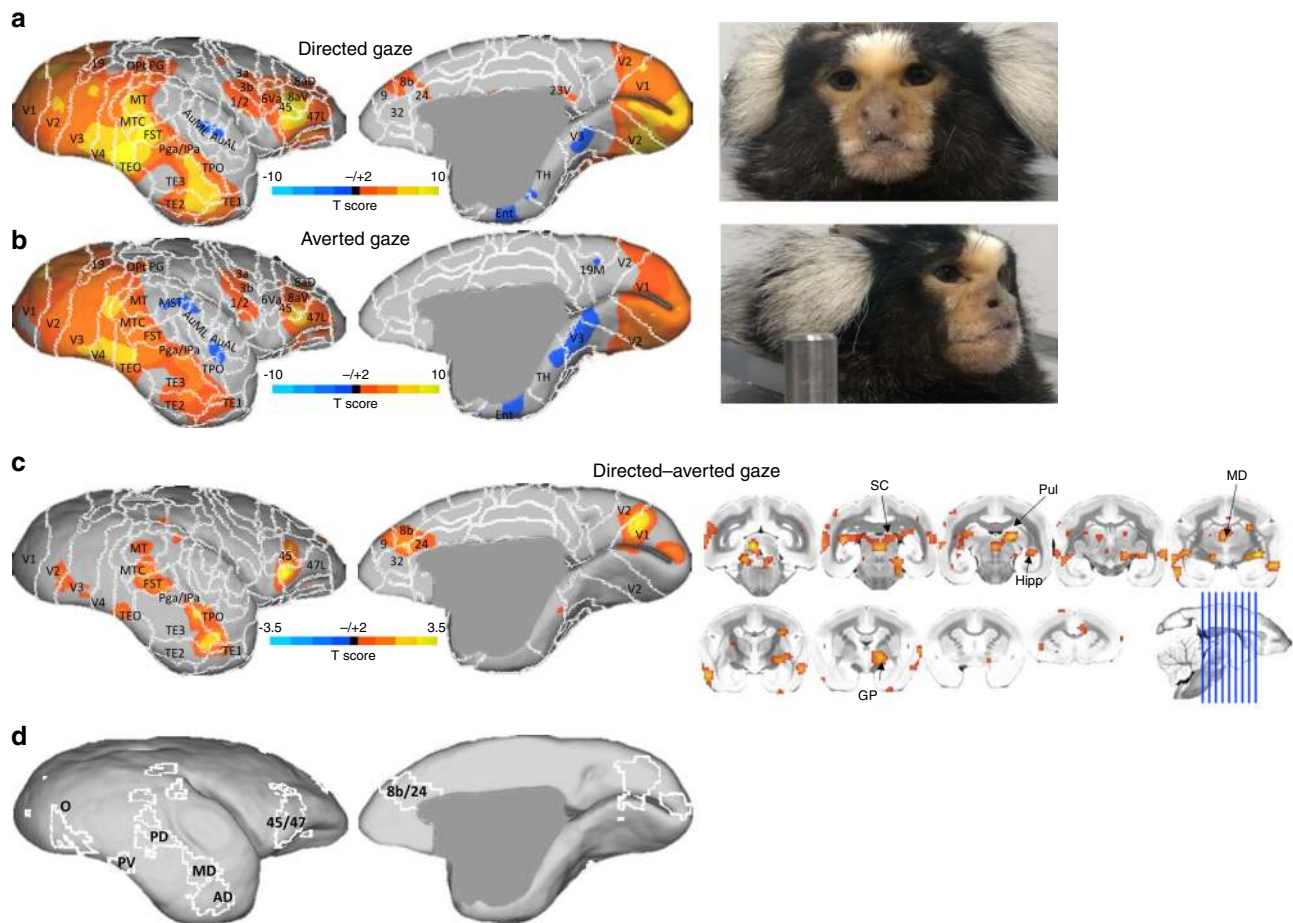 a
Directed gaze
V1
V2
V3
V4
19
OPt
PG
MT
MTC
FST
TEO
Pga/IPa
TPO
TE3
TE2
TE1
AuML
AuAL
3a
3b
1/2
6Va
8aD
8aV
45
47L
-10
–/+2
10
T score
9
8b
24
32
23V
V2
V1
V2
V3
TH
Ent
b
Averted gaze
V1
V2
V3
V4
19
OPt
PG
MT
MST
MTC
FST
TEO
Pga/IPa
TPO
TE3
TE2
TE1
AuML
AuAL
3a
3b
1/2
6Va
8aD
8aV
45
47L
-10
–/+2
10
T score
19M
V2
V1
V2
V3
TH
Ent
c
Directed–averted gaze
V1
V2
V3
V4
MT
MTC
FST
TEO
Pga/IPa
TPO
TE3
TE2
TE1
45
47L
-3.5
–/+2
3.5
T score
9
8b
24
32
V2
V1
V2
SC
Pul
MD
Hipp
GP
d
O
PV
PD
MD
AD
45/47
8b/24